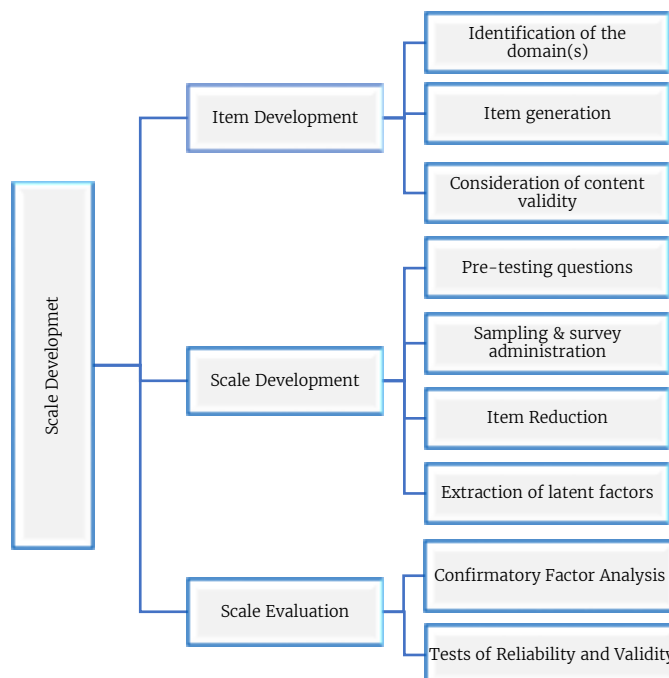 Scale Developmet
Item Development
Identification of the
domain(s)
Item generation
Consideration of content
validity
Scale Development
Pre-testing questions
Sampling & survey
administration
Item Reduction
Extraction of latent factors
Scale Evaluation
Confirmatory Factor Analysis
Tests of Reliability and Validity